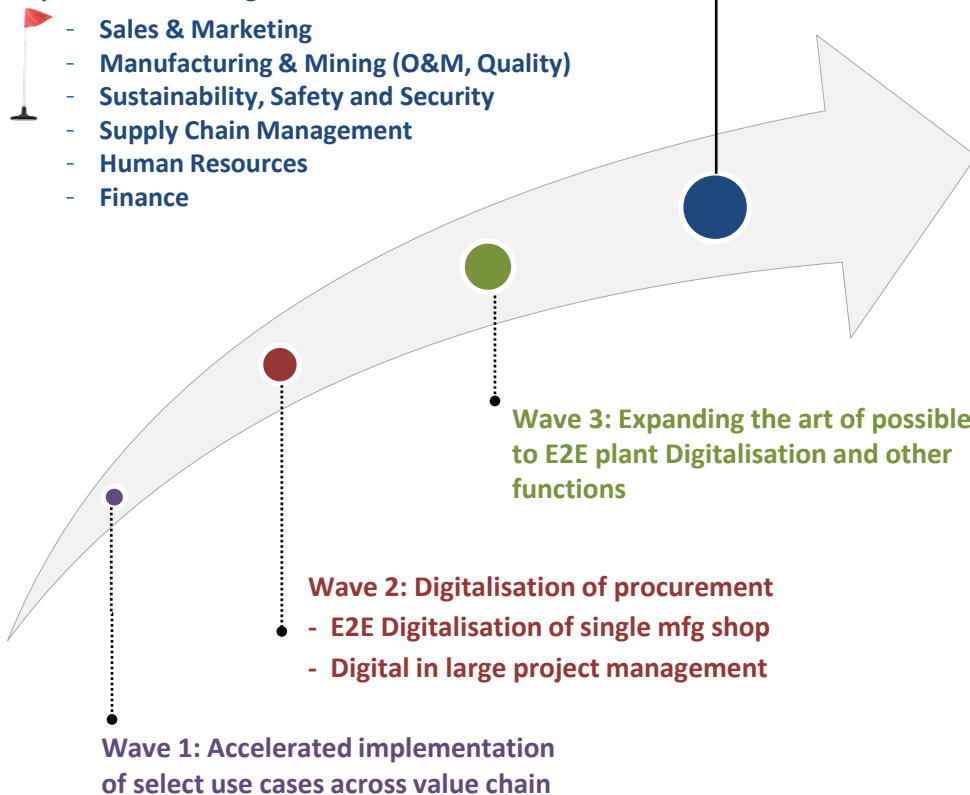 - Sales & Marketing
- Manufacturing & Mining (O&M, Quality)
- Sustainability, Safety and Security
- Supply Chain Management
- Human Resources
- Finance
Wave 3: Expanding the art of possible
to E2E plant Digitalisation and other
functions
Wave 2: Digitalisation of procurement
- E2E Digitalisation of single mfg shop
- Digital in large project management
Wave 1: Accelerated implementation
of select use cases across value chain